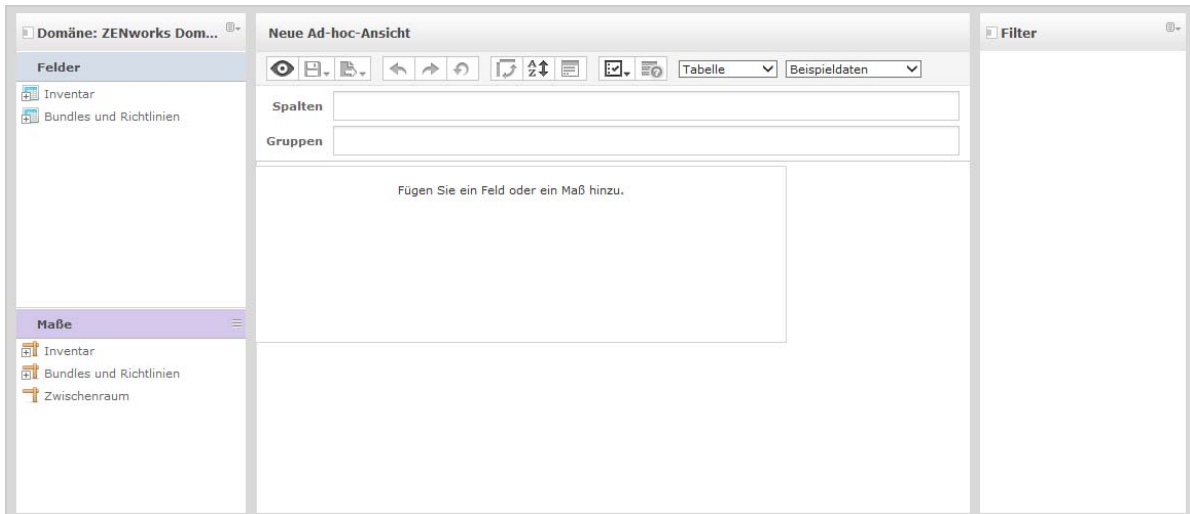 Domäne: ZENworks Dom...
Felder
Inventar
Bundles und Richtlinien
Maße
Inventar
Bundles und Richtlinien
Zwischenraum
Neue Ad-hoc-Ansicht
Tabelle Beispieldaten
Spalten
Gruppen
Fügen Sie ein Feld oder ein Maß hinzu.
Filter